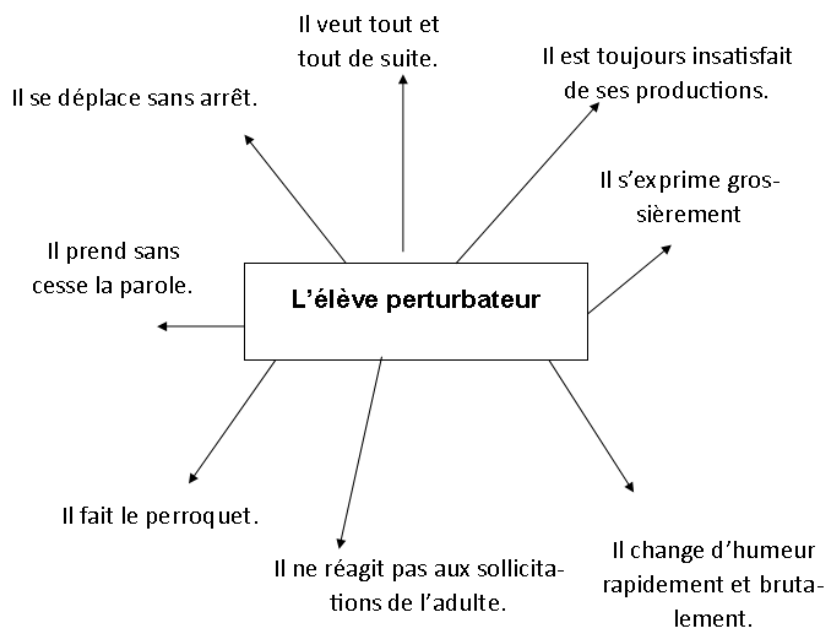 Il veut tout et
tout de suite.
Il est toujours insatisfait
de ses productions.
Il se déplace sans arrêt.
Il s’exprime gros-
sièrement
Il prend sans
cesse la parole.
L’élève perturbateur
Il fait le perroquet.
Il ne réagit pas aux sollicita-
tions de l’adulte.
Il change d’humeur
rapidement et bruta-
lement.